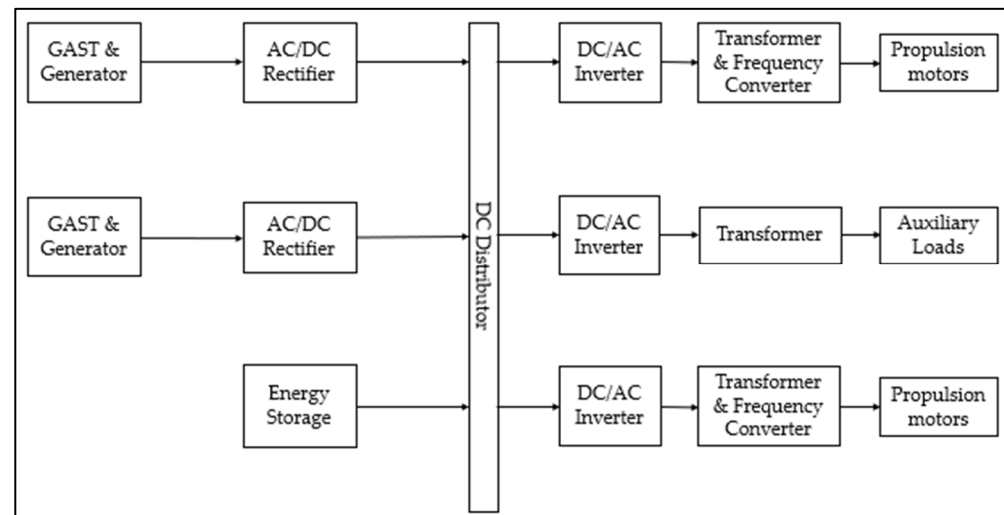 GAST &
Generator
AC/DC
Rectifier
DC/AC
Inverter
Transformer
& Frequency
Converter
Propulsion
motors
GAST &
Generator
AC/DC
Rectifier
DC Distributor
DC/AC
Inverter
Transformer
Auxiliary
Loads
Energy
Storage
DC/AC
Inverter
Transformer
& Frequency
Converter
Propulsion
motors